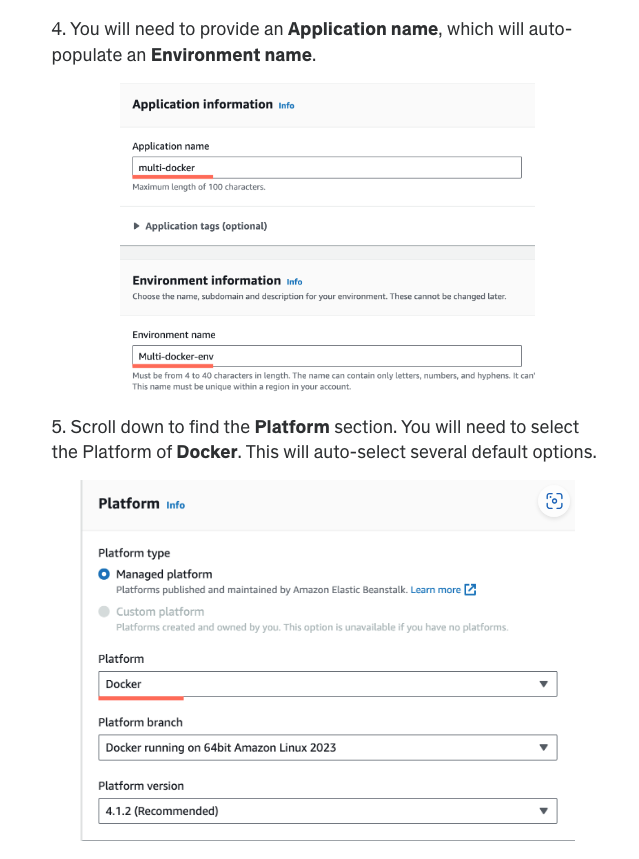 4. You will need to provide an Application name, which will auto-
populate an Environment name.
Application information Info
Application name
multi-docker
Maximum length of 100 characters.
Application tags (optional)
Environment information Info
Choose the name, subdomain and description for your environment. These cannot be changed later.
Environment name
Multi-docker-env
Must be from 4 to 40 characters in length. The name can contain only letters, numbers, and hyphens. It can'
This name must be unique within a region in your account.
5. Scroll down to find the Platform section. You will need to select
the Platform of Docker. This will auto-select several default options.
Platform Info
Platform type
Managed platform
Platforms published and maintained by Amazon Elastic Beanstalk. Learn more
Custom platform
Platforms created and owned by you. This option is unavailable if you have no platforms.
Platform
Docker
Platform branch
Docker running on 64bit Amazon Linux 2023
Platform version
4.1.2 (Recommended)